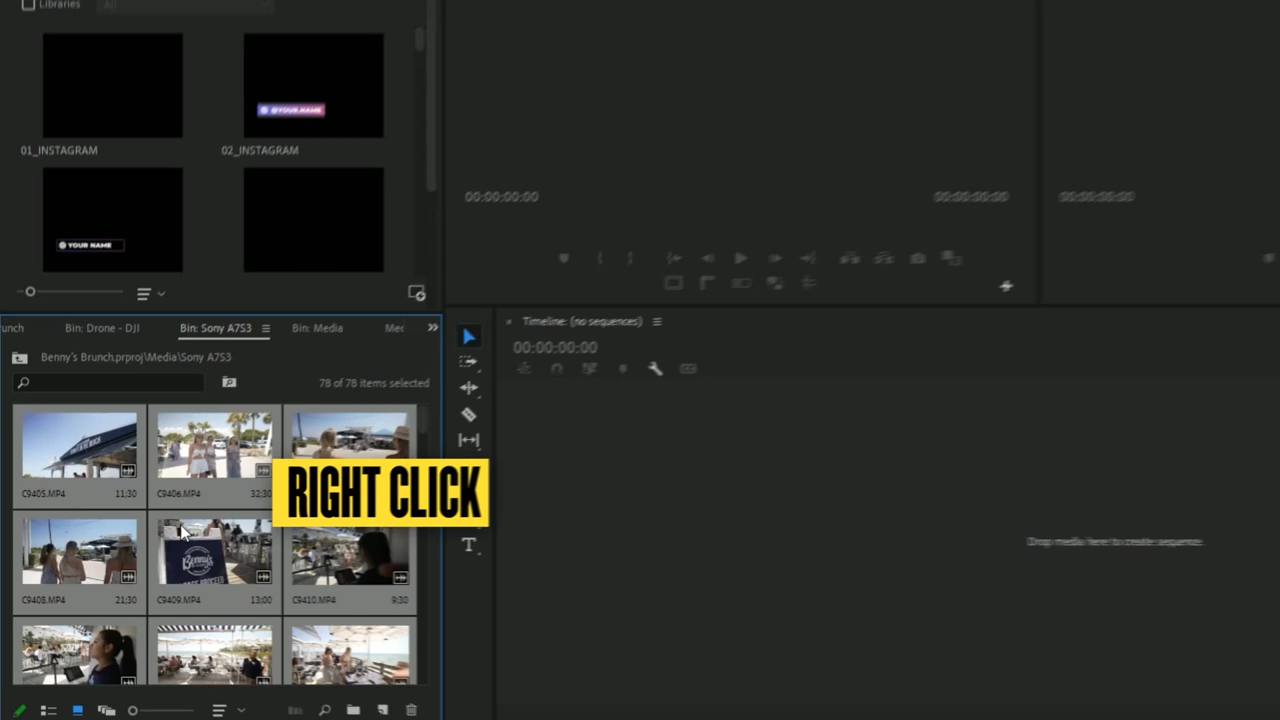 Libraries
All
@YOUR NAME
01_INSTAGRAM
02_INSTAGRAM
YOUR NAME
00:00:00:00
00:00:00:00
00:00:00:00
Bin: Drone - DJI
Bin: Sony A7S3
Bin: Media
Timeline: (no sequences)
00:00:00:00
Benny's Brunch.prproj\Media\Sony A7S3
78 of 78 items selected
C9405.MP4
11;30
C9406.MP4
32;30
RIGHT CLICK
Benny's
C9408.MP4
21;30
C9409.MP4
13;00
C9410.MP4
9;30
T
Drop media here to create sequence.